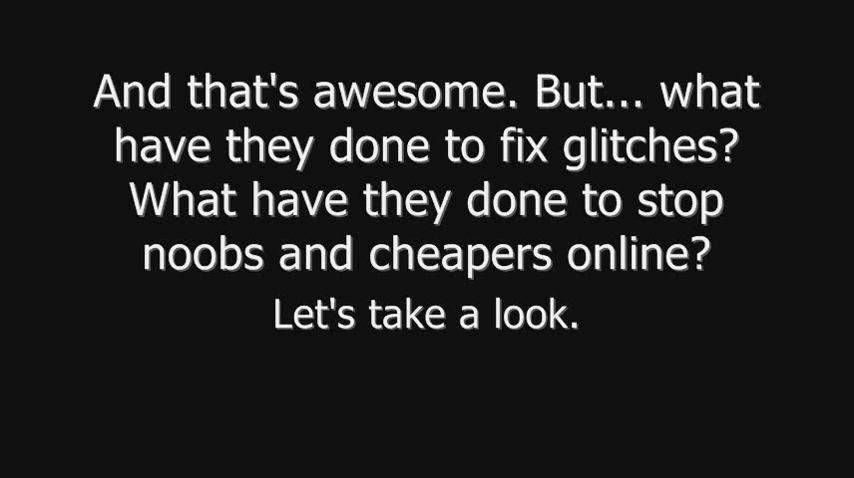 And that's awesome. But... what
have they done to fix glitches?
What have they done to stop
noobs and cheapers online?
Let's take a look.